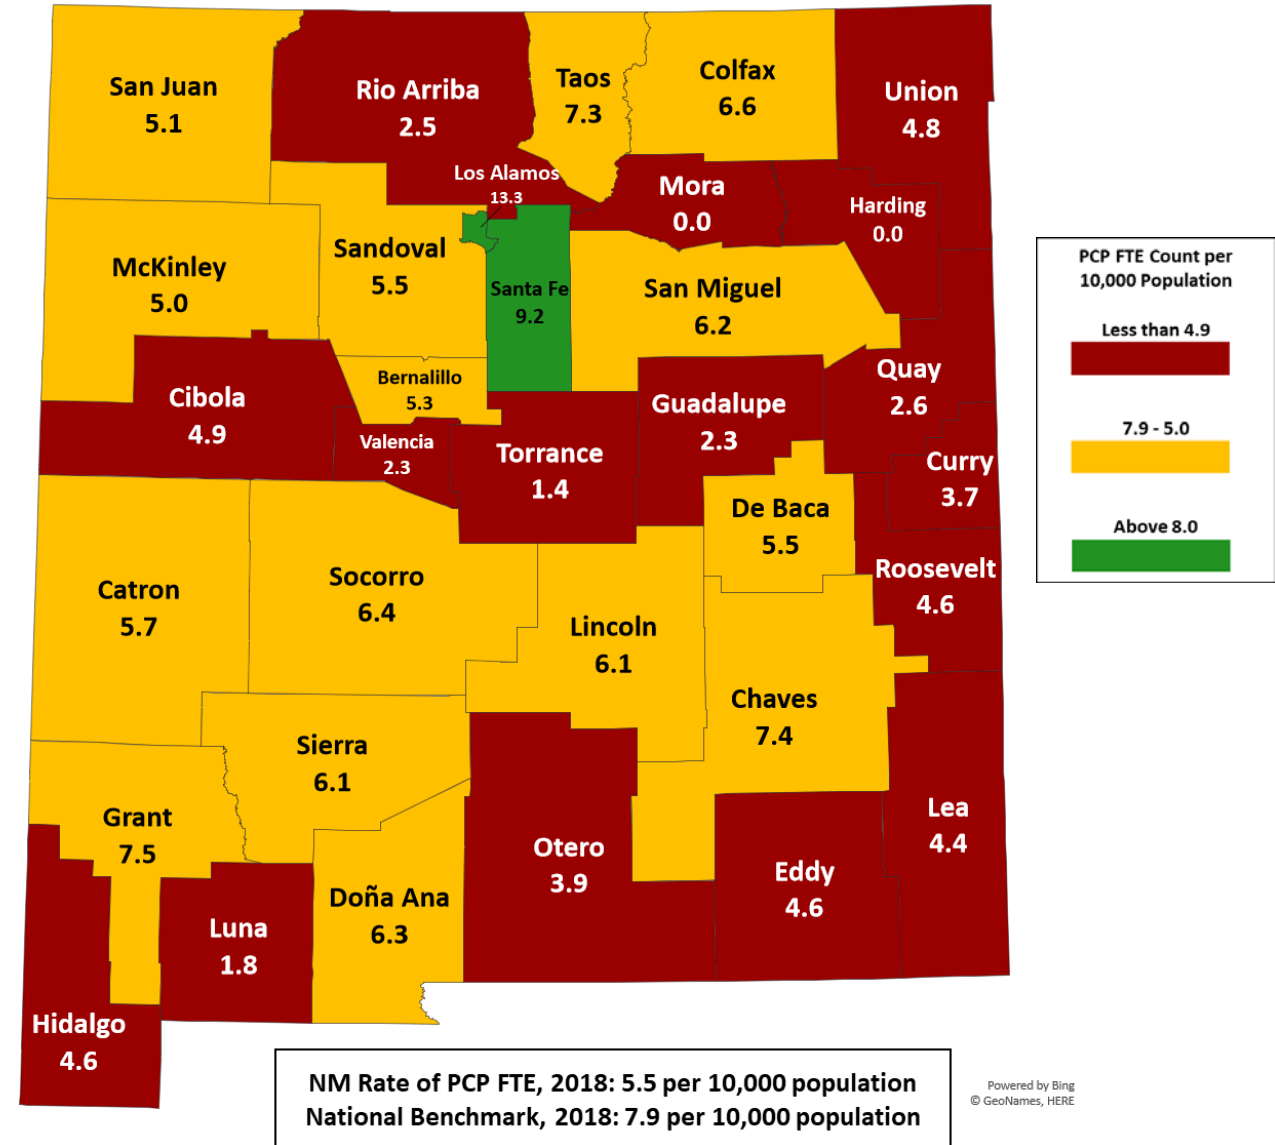 San Juan
5.1
Rio Arriba
2.5
Taos
7.3
Colfax
6.6
Union
4.8
Los Alamos
13.3
Mora
0.0
Harding
0.0
McKinley
5.0
Sandoval
5.5
Santa Fe
9.2
San Miguel
6.2
Bernalillo
5.3
Cibola
4.9
Valencia
2.3
Torrance
1.4
Guadalupe
2.3
Quay
2.6
Curry
3.7
De Baca
5.5
Roosevelt
4.6
Catron
5.7
Socorro
6.4
Lincoln
6.1
Chaves
7.4
Sierra
6.1
Grant
7.5
Otero
3.9
Lea
4.4
Eddy
4.6
Doña Ana
6.3
Luna
1.8
Hidalgo
4.6
PCP FTE Count per
10,000 Population
Less than 4.9
7.9 - 5.0
Above 8.0
NM Rate of PCP FTE, 2018: 5.5 per 10,000 population
National Benchmark, 2018: 7.9 per 10,000 population
Powered by Bing
© GeoNames, HERE